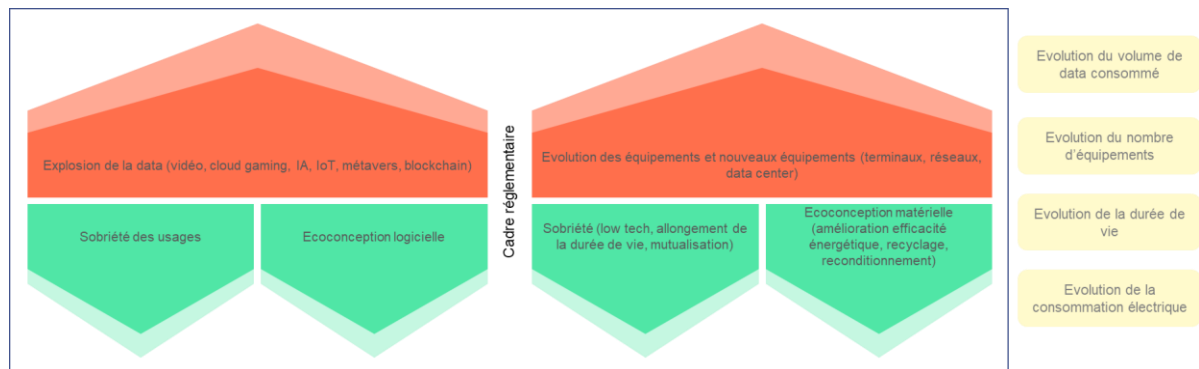 Explosion de la data (vidéo, cloud gaming, IA, IoT, métavers, blockchain)
Sobriété des usages
Ecoconception logicielle
Cadre réglementaire
Evolution des équipements et nouveaux équipements (terminaux, réseaux,
data center)
Sobriété (low tech, allongement de
la durée de vie, mutualisation)
Ecoconception matérielle
(amélioration efficacité
énergétique, recyclage,
reconditionnement)
Evolution du volume de
data consommé
Evolution du nombre
d'équipements
Evolution de la durée de
vie
Evolution de la
consommation électrique